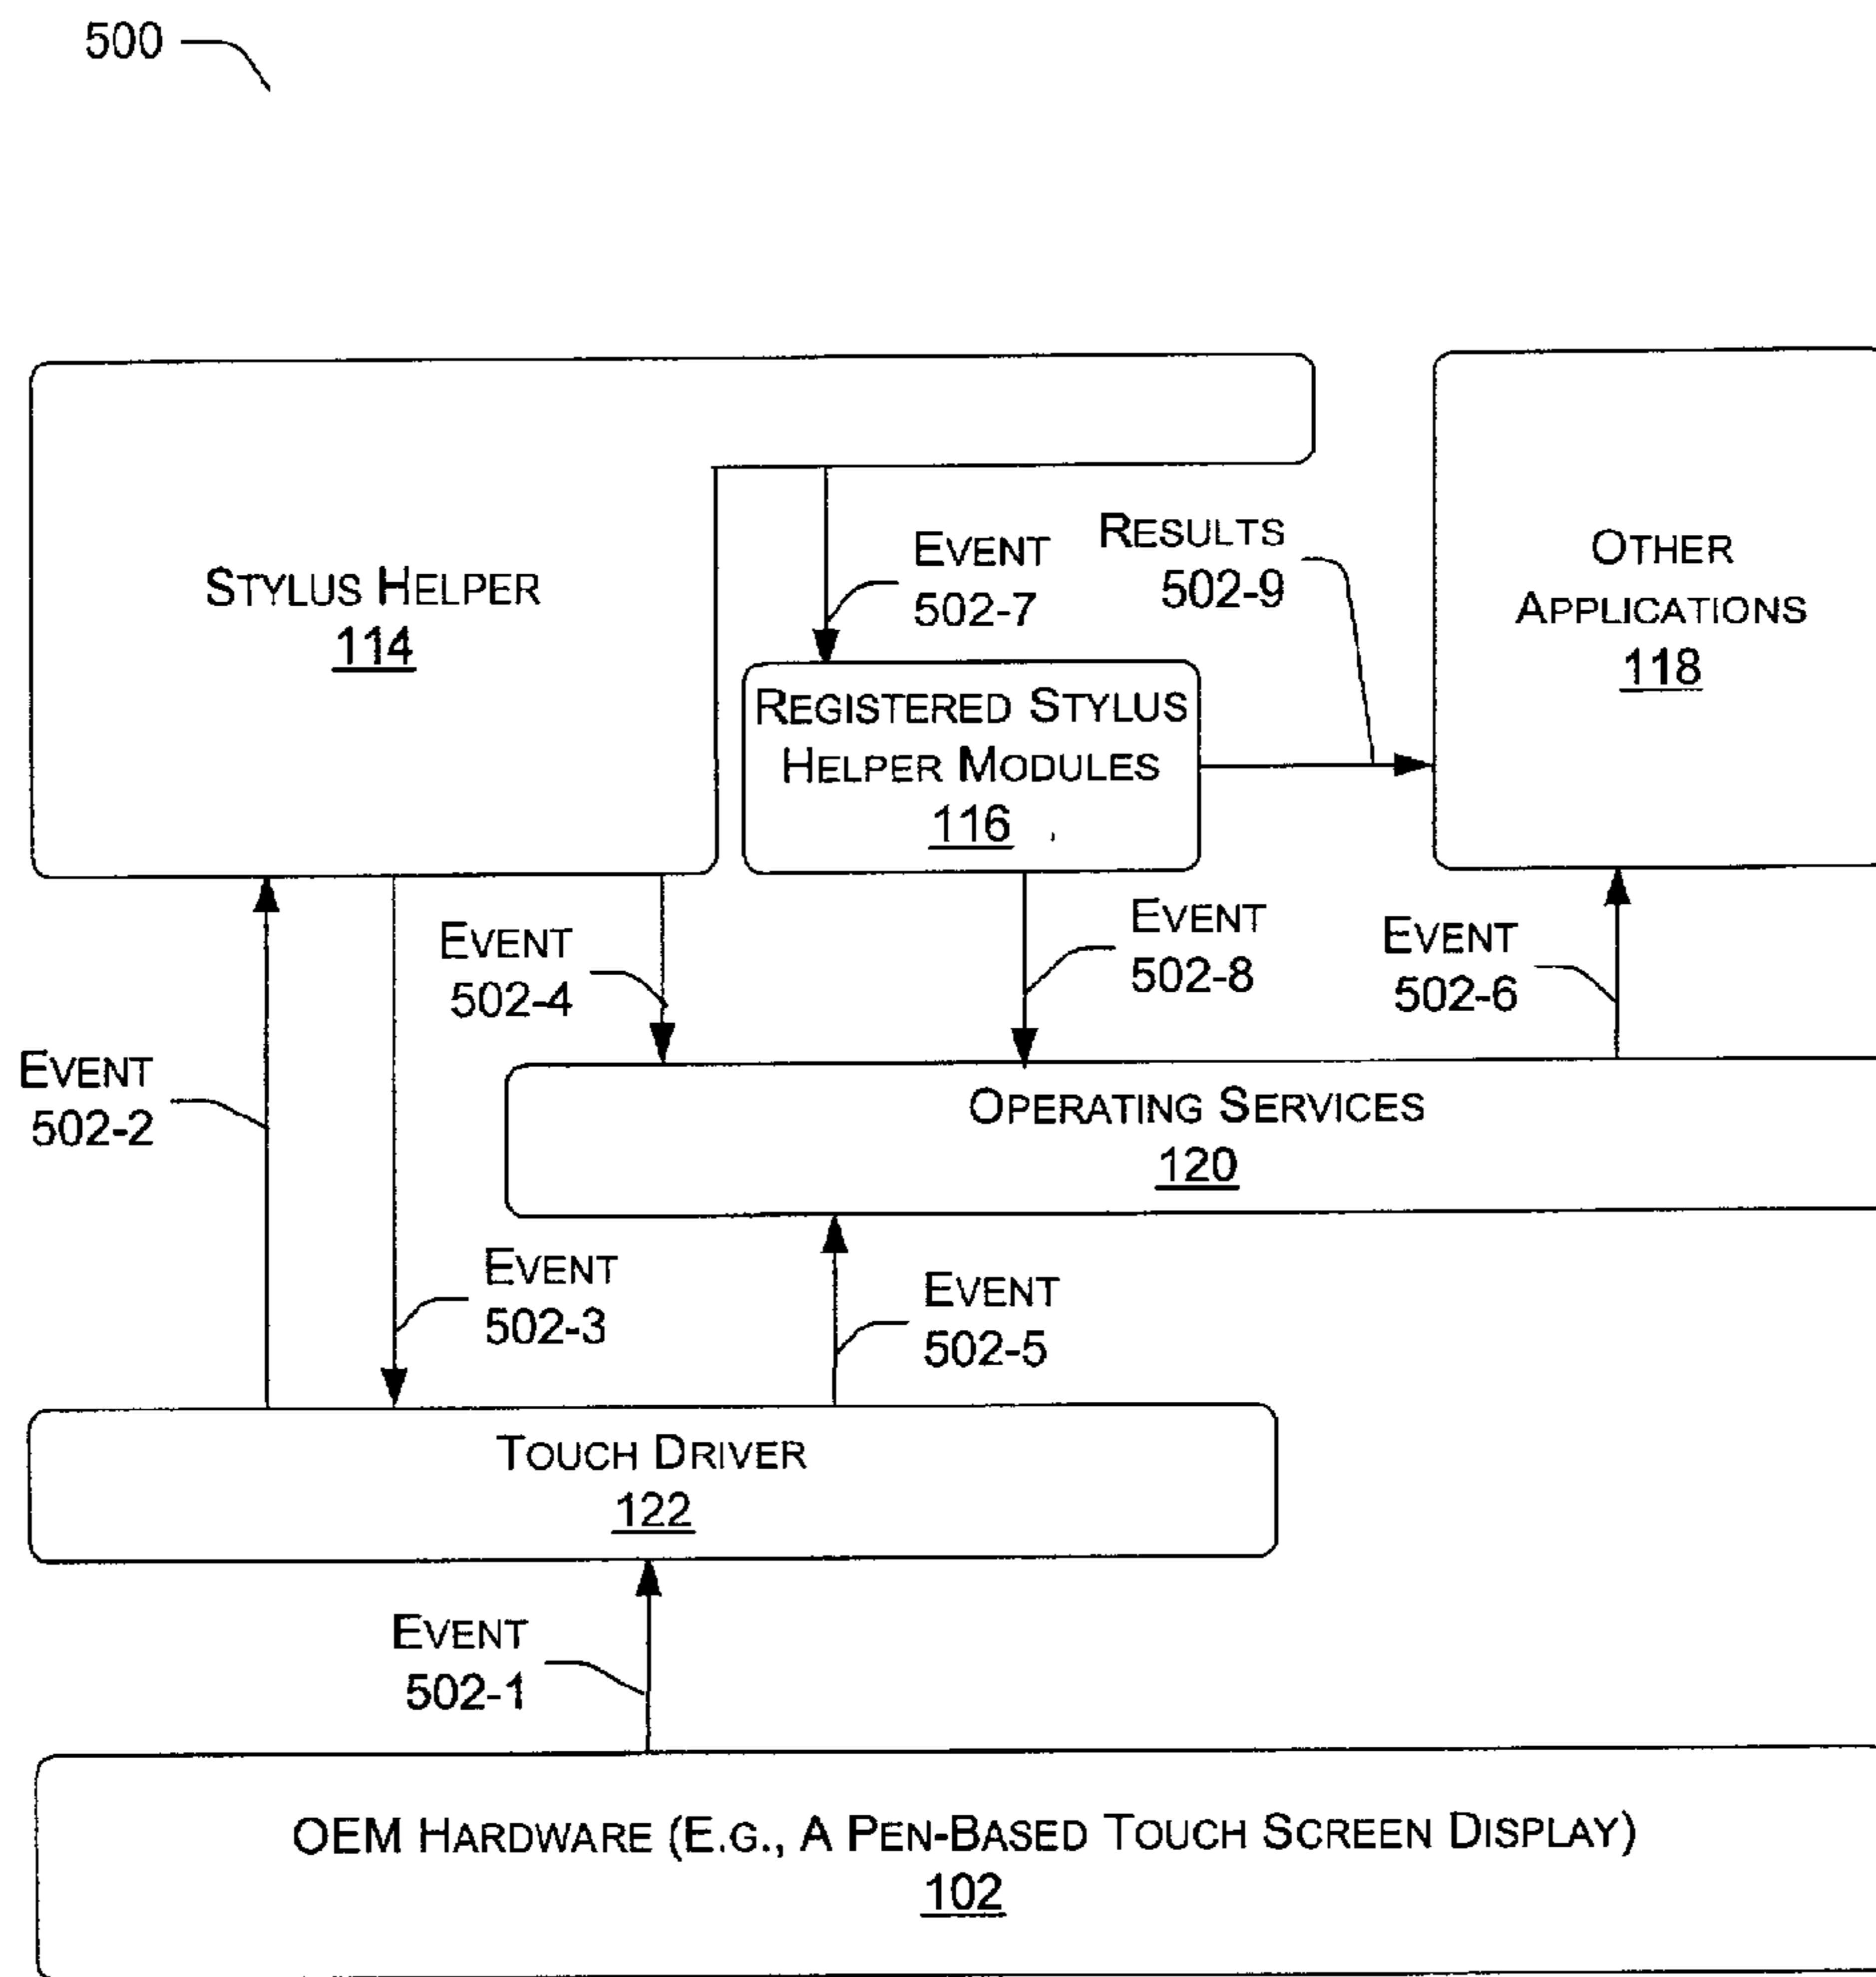 500
STYLUS HELPER
114
EVENT
502-7
RESULTS
502-9
OTHER
APPLICATIONS
118
REGISTERED STYLUS
HELPER MODULES
116
EVENT
502-4
EVENT
502-8
EVENT
502-6
EVENT
502-2
OPERATING SERVICES
120
EVENT
502-3
EVENT
502-5
TOUCH DRIVER
122
EVENT
502-1
OEM HARDWARE (E.G., A PEN-BASED TOUCH SCREEN DISPLAY)
102